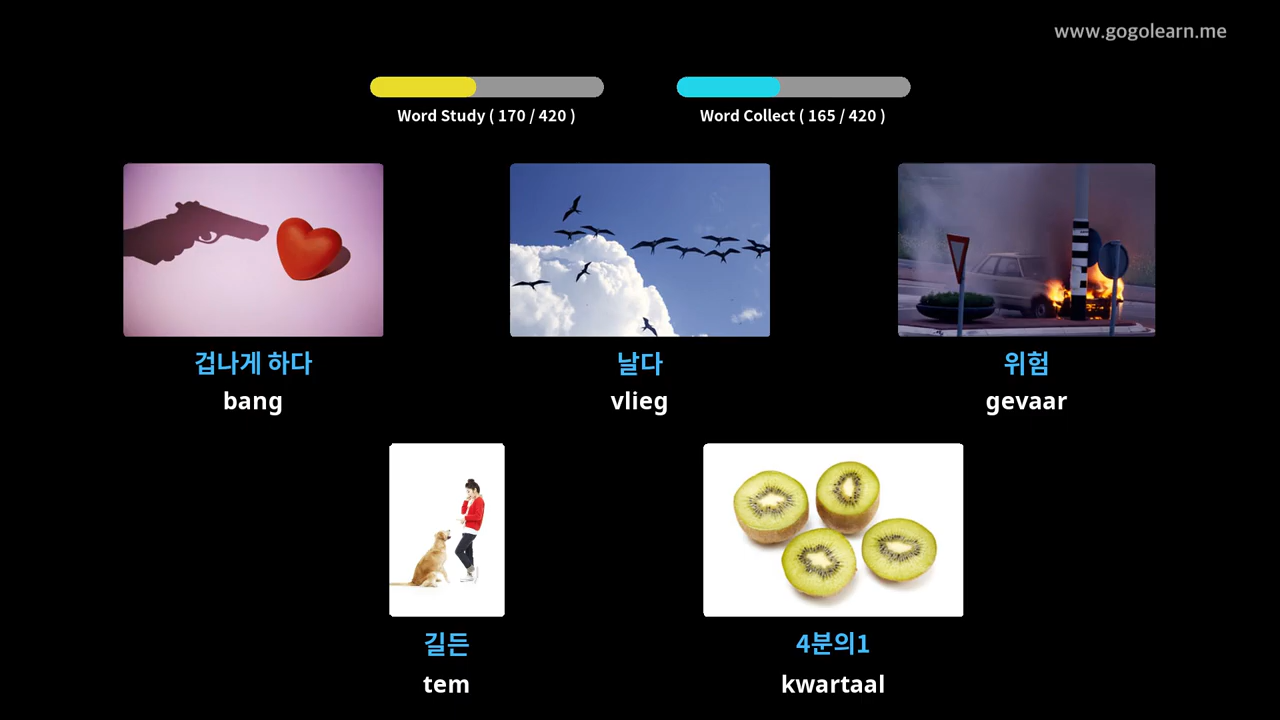 www.gogolearn.me
Word Study ( 170 / 420 )
Word Collect ( 165 / 420 )
겁나게 하다
bang
날다
vlieg
위험
gevaar
길든
tem
4분의1
kwartaal